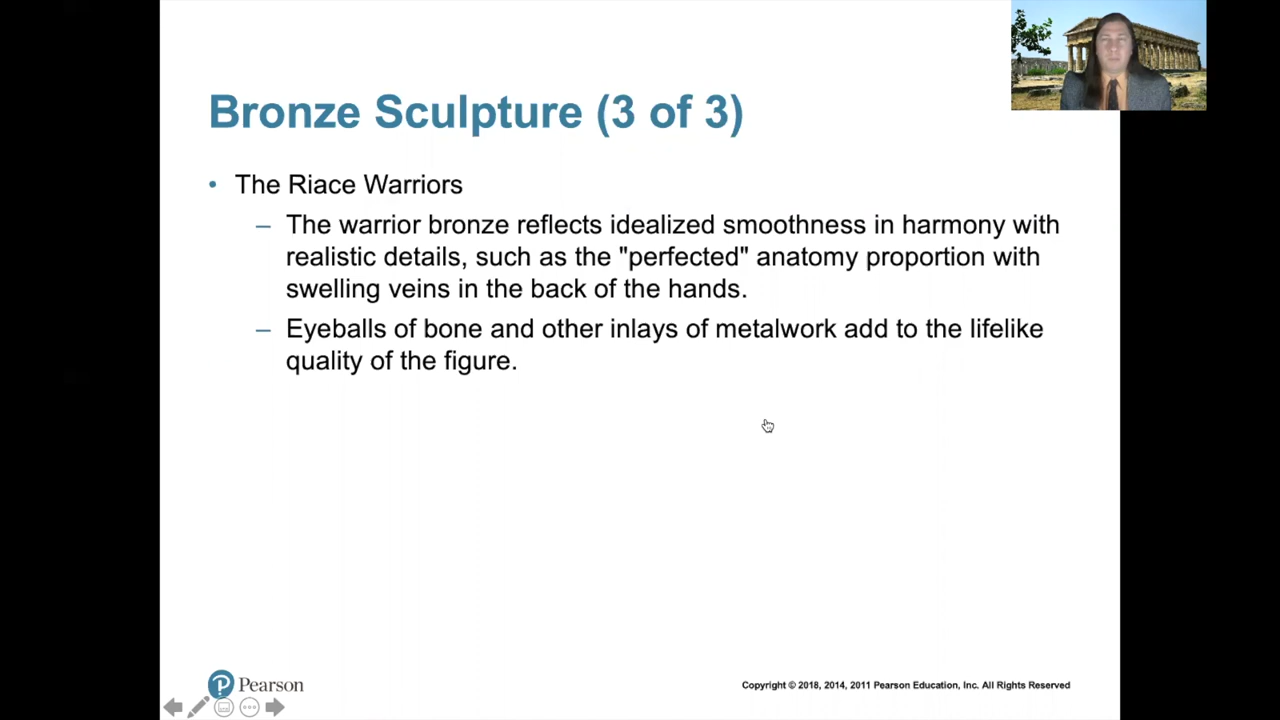 Bronze Sculpture (3 of 3)
• The Riace Warriors
– The warrior bronze reflects idealized smoothness in harmony with
realistic details, such as the "perfected" anatomy proportion with
swelling veins in the back of the hands.
– Eyeballs of bone and other inlays of metalwork add to the lifelike
quality of the figure.
P Pearson
Copyright © 2018, 2014, 2011 Pearson Education, Inc. All Rights Reserved